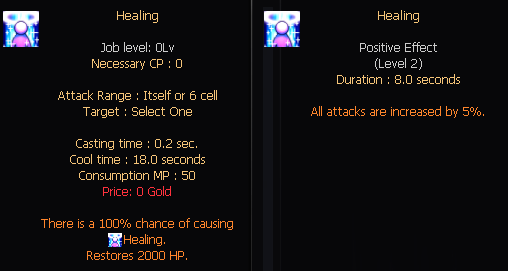 Healing
Job level: 0Lv
Necessary CP : 0
Attack Range : Itself or 6 cell
Target : Select One
Casting time : 0.2 sec.
Cool time : 18.0 seconds
Consumption MP : 50
Price: 0 Gold
There is a 100% chance of causing
Healing.
Restores 2000 HP.
Healing
Positive Effect
(Level 2)
Duration : 8.0 seconds
All attacks are increased by 5%.